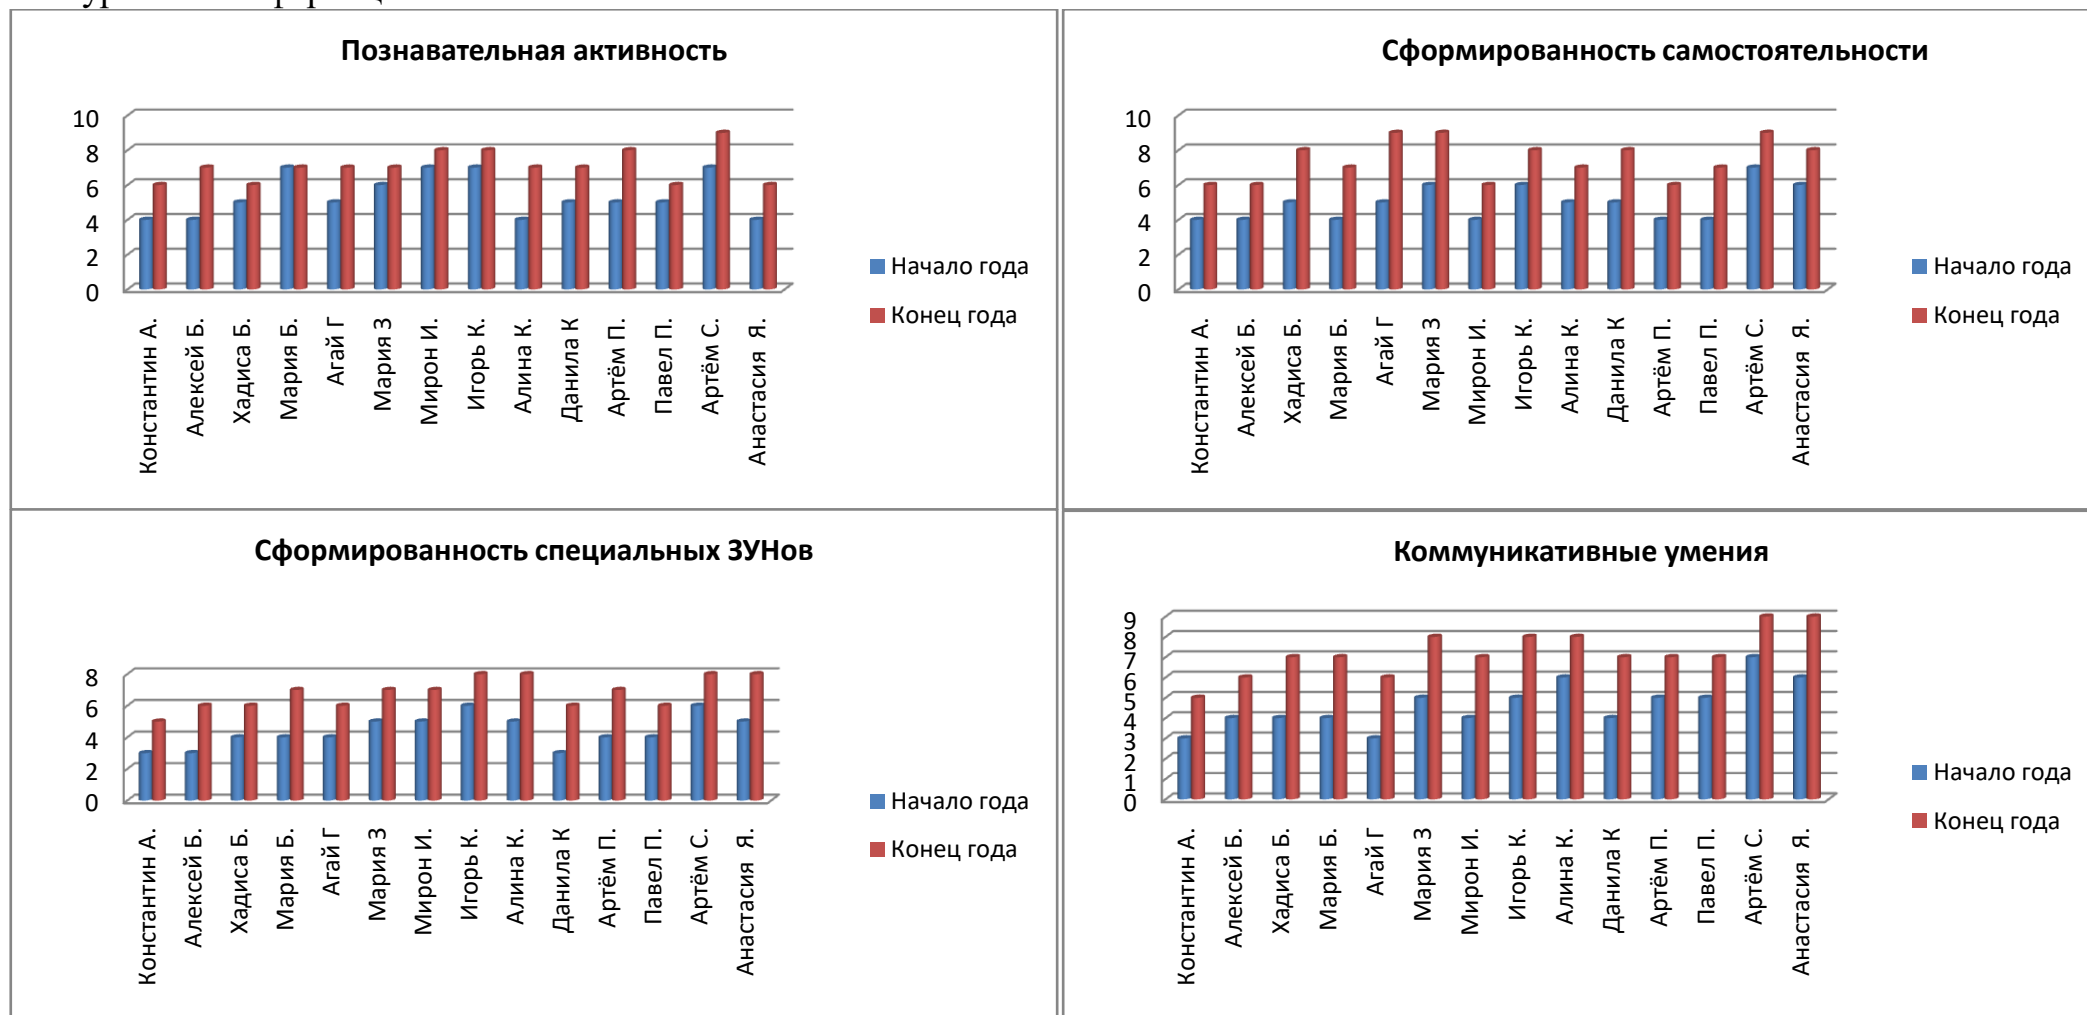 Познавательная активность
10
8
6
4
2
0
Константин А.
Алексей Б.
Хадиса Б.
Мария Б.
Агай Г
Мария З
Мирон И.
Игорь К.
Алина К.
Данила К
Артём П.
Павел П.
Артём С.
Анастасия Я.
Начало года
Конец года
Сформированность самостоятельности
10
8
6
4
2
0
Константин А.
Алексей Б.
Хадиса Б.
Мария Б.
Агай Г
Мария З
Мирон И.
Игорь К.
Алина К.
Данила К
Артём П.
Павел П.
Артём С.
Анастасия Я.
Начало года
Конец года
Сформированность специальных ЗУНов
8
6
4
2
0
Константин А.
Алексей Б.
Хадиса Б.
Мария Б.
Агай Г
Мария З
Мирон И.
Игорь К.
Алина К.
Данила К
Артём П.
Павел П.
Артём С.
Анастасия Я.
Начало года
Конец года
Коммуникативные умения
9
8
7
6
5
4
3
2
1
0
Константин А.
Алексей Б.
Хадиса Б.
Мария Б.
Агай Г
Мария З
Мирон И.
Игорь К.
Алина К.
Данила К
Артём П.
Павел П.
Артём С.
Анастасия Я.
Начало года
Конец года